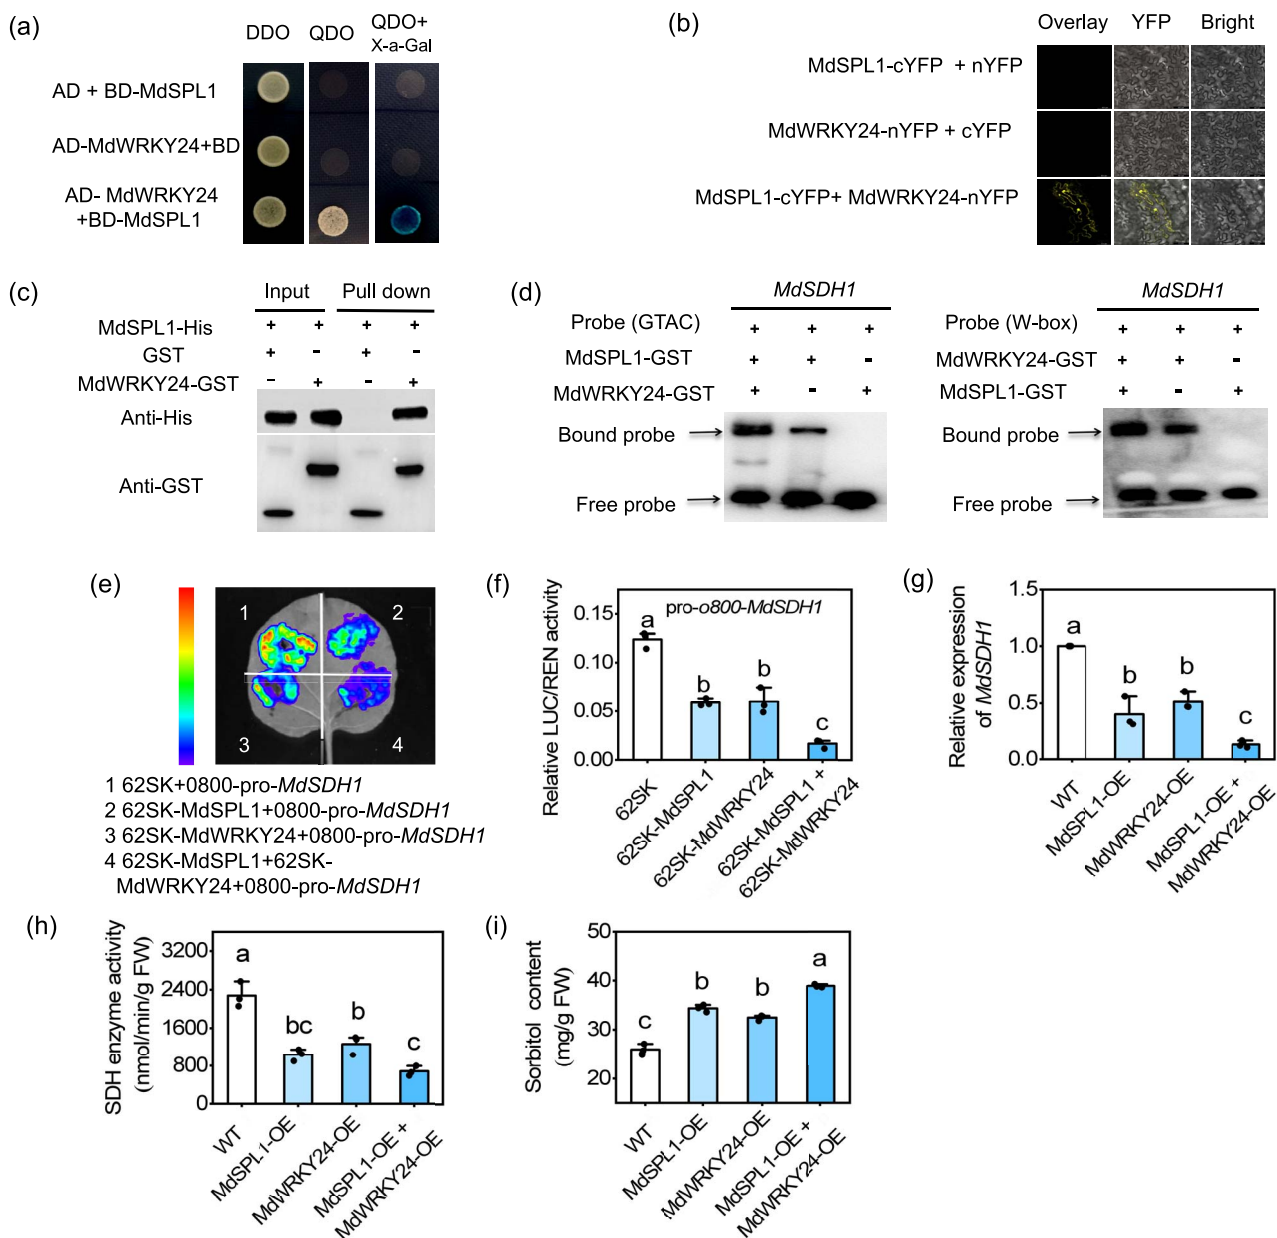 (a)
DDO QDO QDO+
X-a-Gal
AD + BD-MdSPL1
AD-MdWRKY24+BD
AD- MdWRKY24
+BD-MdSPL1
(b)
Overlay YFP Bright
MdSPL1-cYFP + nYFP
MdWRKY24-nYFP + cYFP
MdSPL1-cYFP+ MdWRKY24-nYFP
(c)
Input Pull down
MdSPL1-His + + + +
GST + - + -
MdWRKY24-GST - + - +
Anti-His
Anti-GST
(d)
MdSDH1
Probe (GTAC) + + +
MdSPL1-GST + + -
MdWRKY24-GST + - +
Bound probe
Free probe
MdSDH1
Probe (W-box) + + +
MdWRKY24-GST + + -
MdSPL1-GST + - +
Bound probe
Free probe
(e)
1 2
3 4
1 62SK+0800-pro-MdSDH1
2 62SK-MdSPL1+0800-pro-MdSDH1
3 62SK-MdWRKY24+0800-pro-MdSDH1
4 62SK-MdSPL1+62SK-
MdWRKY24+0800-pro-MdSDH1
(f)
Relative LUC/REN activity
pro-o800-MdSDH1
0.15
0.10
0.05
0.00
a b b c
62SK
62SK-MdSPL1
62SK-MdWRKY24
62SK-MdSPL1 +
62SK-MdWRKY24
(g)
Relative expression
of MdSDH1
1.5
1.0
0.5
0.0
a b b c
WT
MdSPL1-OE
MdWRKY24-OE
MdSPL1-OE +
MdWRKY24-OE
(h)
SDH enzyme activity
(nmol/min/g FW)
3200
2400
1600
800
0
a bc b c
WT
MdSPL1-OE
MdWRKY24-OE
MdSPL1-OE +
MdWRKY24-OE
(i)
Sorbitol content
(mg/g FW)
50
40
30
20
c b b a
WT
MdSPL1-OE
MdWRKY24-OE
MdSPL1-OE +
MdWRKY24-OE